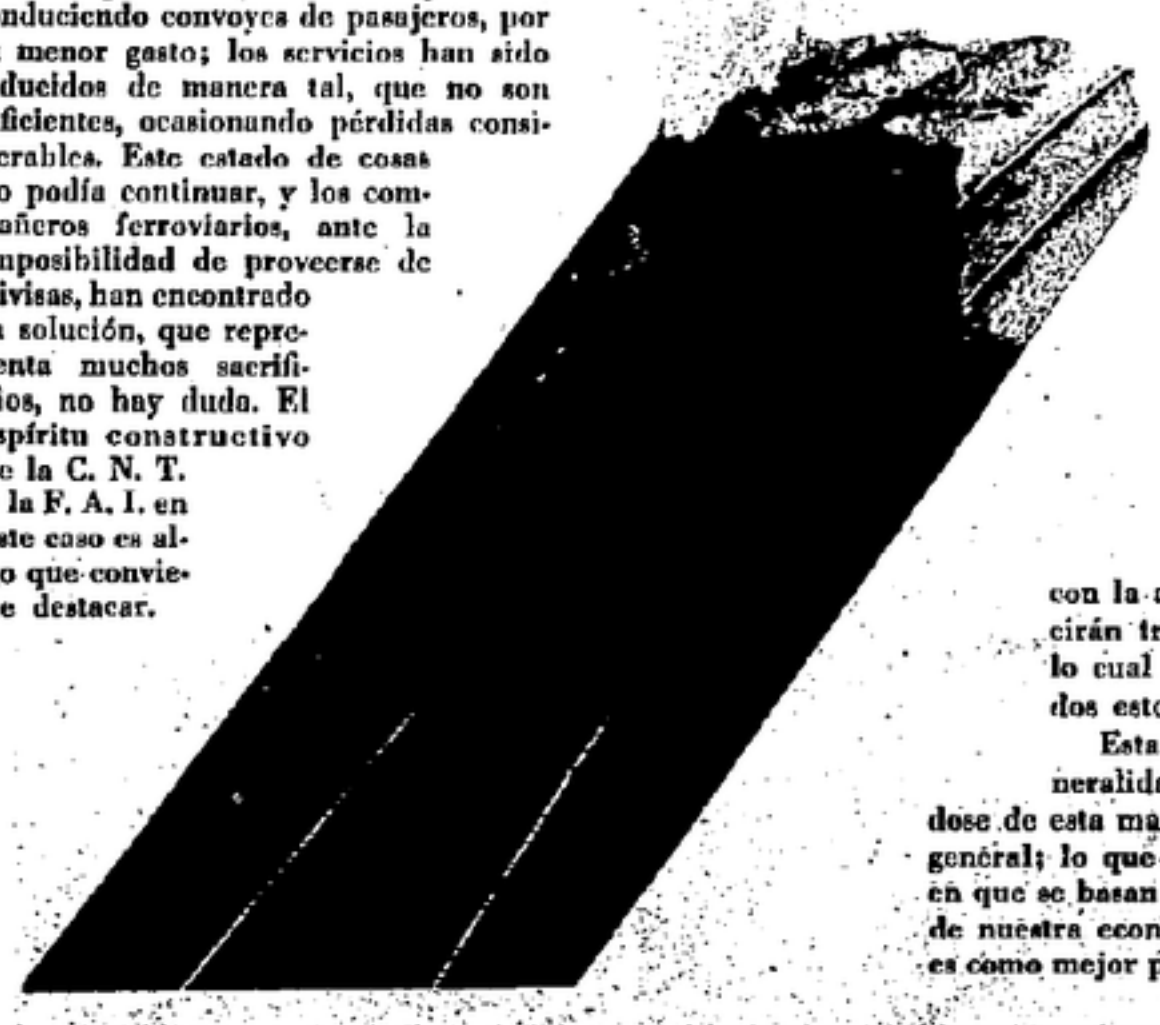 nduciendo convoyes de pasajeros, por
menor gasto; los servicios han sido
ducidos de manera tal, que no son
ficientes, ocasionando pérdidas consi-
erables. Este estado de cosas
o podía continuar, y los com-
añeros ferroviarios, ante la
mposibilidad de proveerse de
ivisas, han encontrado
solución, que repre-
enta muchos sacrifi-
ios, no hay duda. El
spíritu constructivo
e la C. N. T.
la F. A. I. en
ste caso es al-
o que convie-
e destacar.
con la a
cirán tr
lo cual
dos esto
Esta
neralida
dose de esta ma
general; lo que
en que se basan
de nuestra econ
es como mejor p